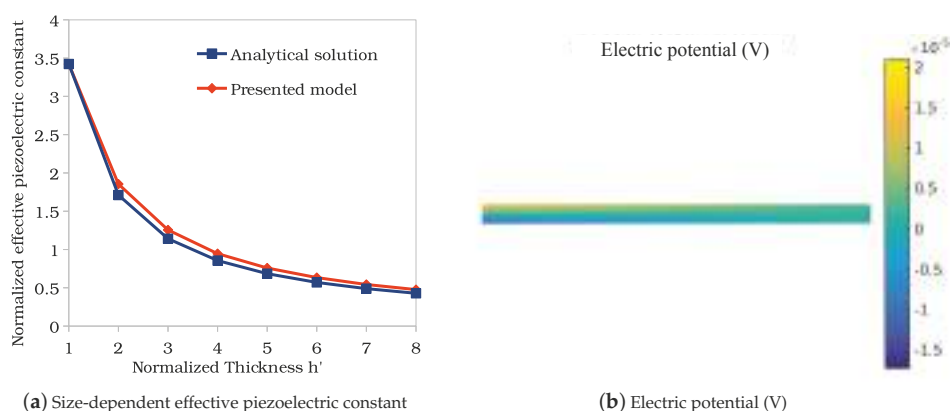 Normalized effective piezoelectric constant
4
3.5
3
2.5
2
1.5
1
0.5
0
Analytical solution
Presented model
1 2 3 4 5 6 7 8
Normalized Thickness h'
(a) Size-dependent effective piezoelectric constant
Electric potential (V)
2
1.5
1
0.5
0
-0.5
-1
-1.5
(b) Electric potential (V)